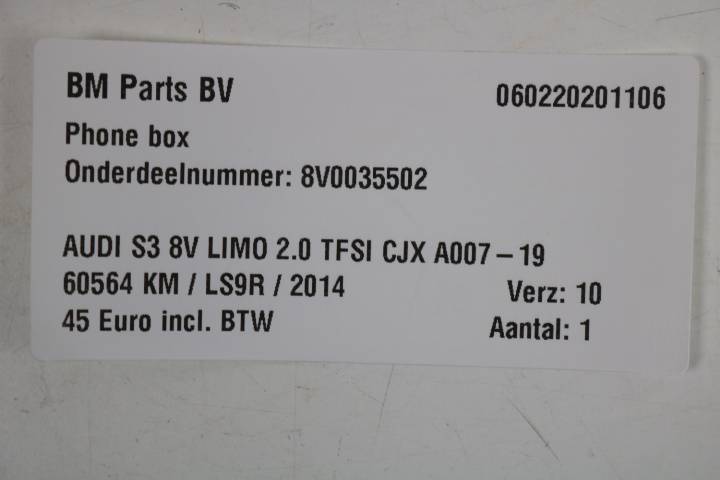 BM Parts BV 060220201106
Phone box
Onderdeelnummer: 8V0035502
AUDI S3 8V LIMO 2.0 TFSI CJX A007-19
60564 KM / LS9R / 2014 Verz: 10
45 Euro incl. BTW Aantal: 1